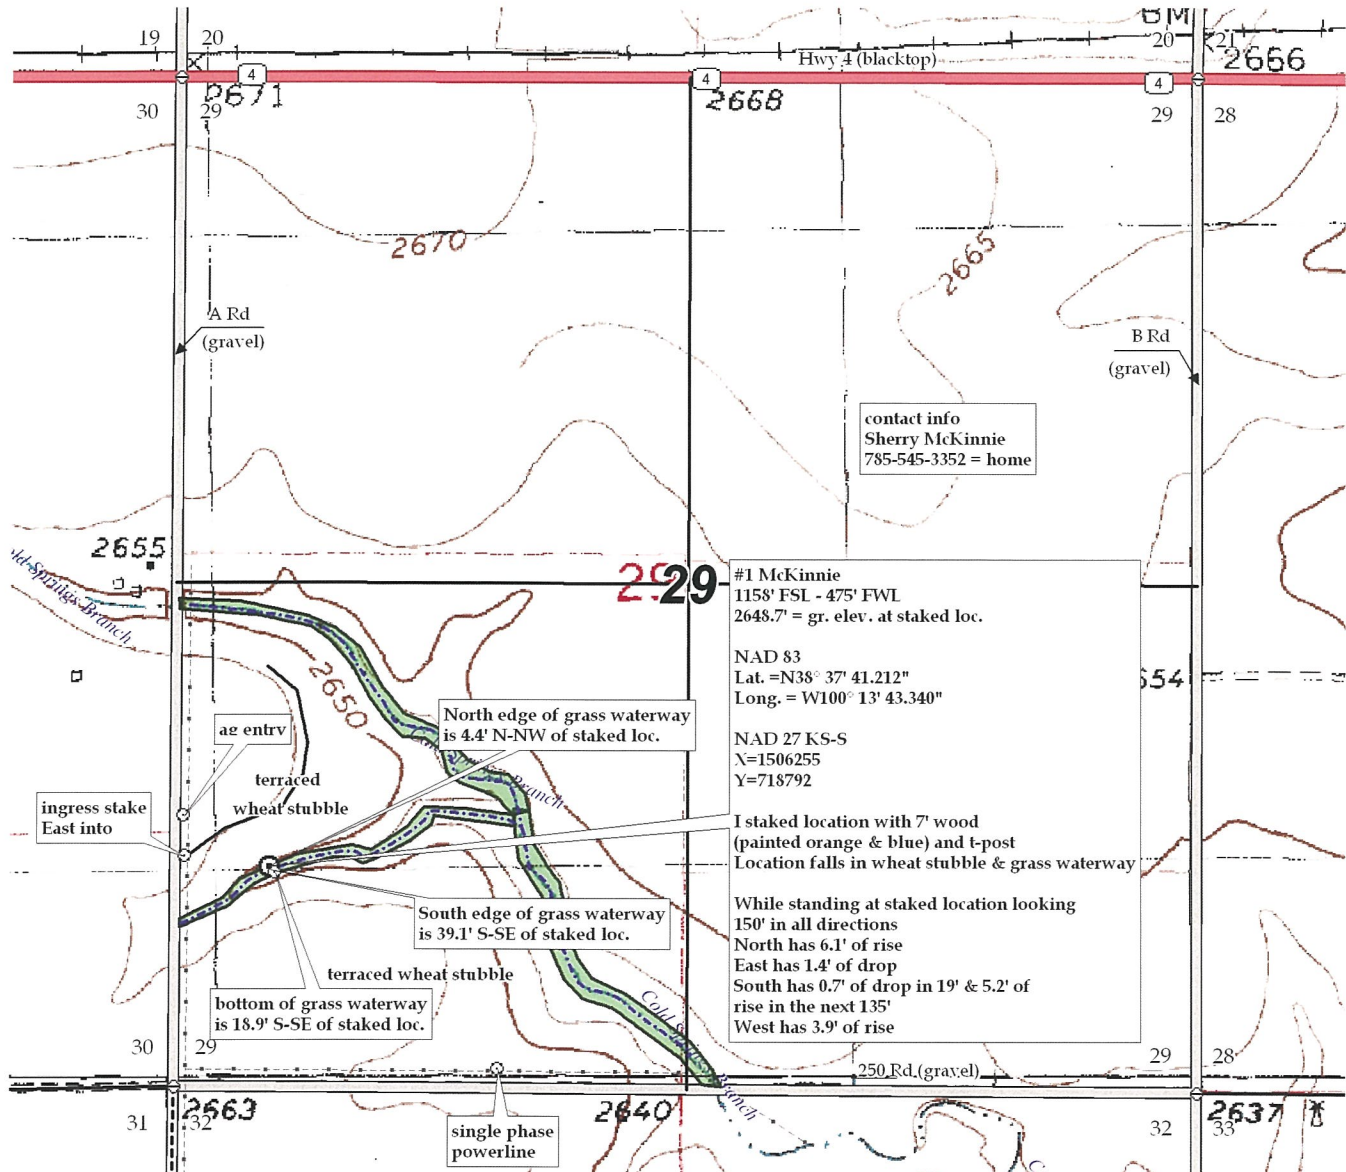 BM
19 20
20 21
Hwy 4 (blacktop)
2666
4
4
4
2671
2668
30 29
29 28
2670
2665
A Rd
(gravel)
B Rd
(gravel)
contact info
Sherry McKinnie
785-545-3352 = home
2655
29
29
#1 McKinnie
1158' FSL - 475' FWL
2648.7' = gr. elev. at staked loc.
NAD 83
Lat. =N38° 37' 41.212"
Long. = W100° 13' 43.340"
NAD 27 KS-S
X=1506255
Y=718792
I staked location with 7' wood
(painted orange & blue) and t-post
Location falls in wheat stubble & grass waterway
While standing at staked location looking
150' in all directions
North has 6.1' of rise
East has 1.4' of drop
South has 0.7' of drop in 19' & 5.2' of
rise in the next 135'
West has 3.9' of rise
old Springs Branch
654
2650
North edge of grass waterway
is 4.4' N-NW of staked loc.
ag entry
Branch
terraced
wheat stubble
ingress stake
East into
South edge of grass waterway
is 39.1' S-SE of staked loc.
terraced wheat stubble
bottom of grass waterway
is 18.9' S-SE of staked loc.
Cold
Branch
30 29
29 28
250 Rd (gravel)
2663
2640
2637
31 32
32 33
single phase
powerline